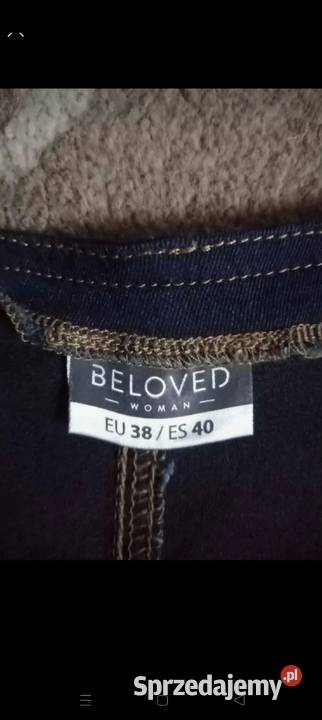 BELOVED
— WOMAN —
EU 38 / ES 40
Sprzedajemy.pl